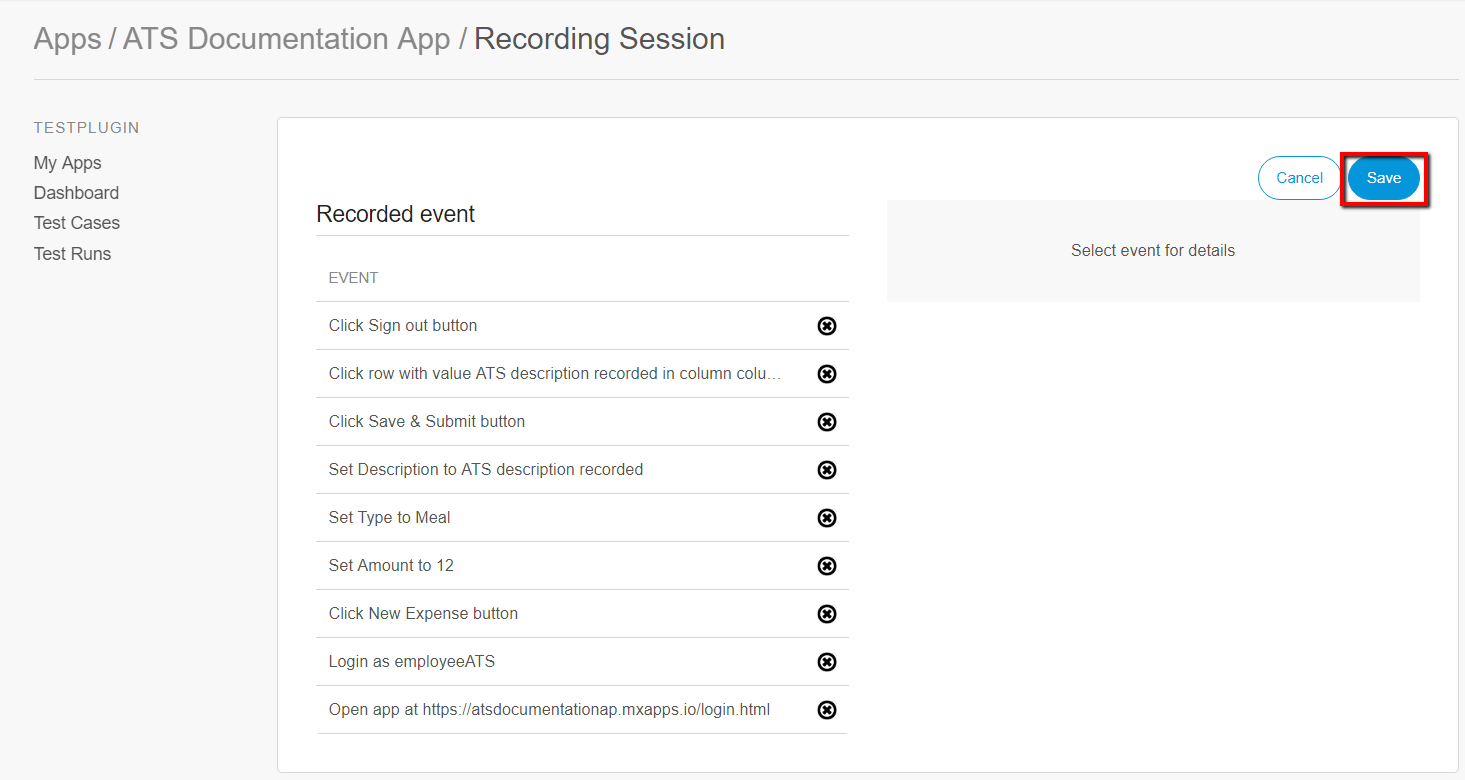 Apps / ATS Documentation App / Recording Session
TESTPLUGIN
My Apps
Dashboard
Test Cases
Test Runs
Cancel
Save
Recorded event
Select event for details
EVENT
Click Sign out button
Click row with value ATS description recorded in column colu…
Click Save & Submit button
Set Description to ATS description recorded
Set Type to Meal
Set Amount to 12
Click New Expense button
Login as employeeATS
Open app at https://atsdocumentationap.mxapps.io/login.html